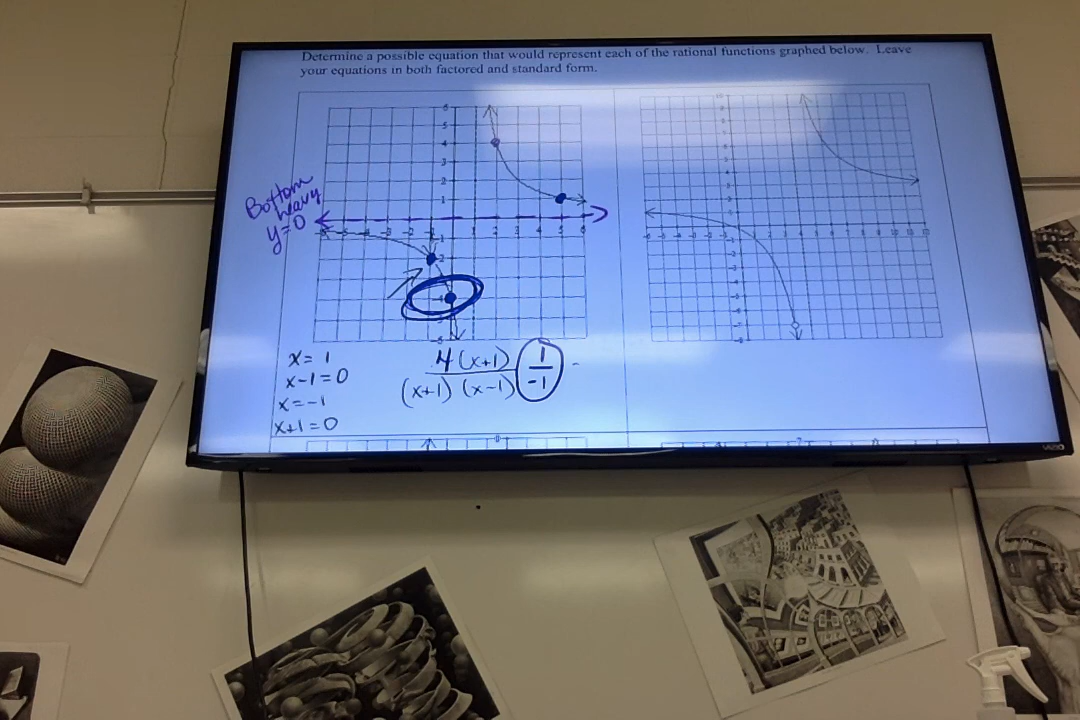 Determine a possible equation that would represent each of the rational functions graphed below. Leave
your equations in both factored and standard form.
Bottom
heavy
y=0
x=1
x-1=0
x=-1
x+1=0
4(x+1)
(x+1)(x-1)
1
-1
VIZIO